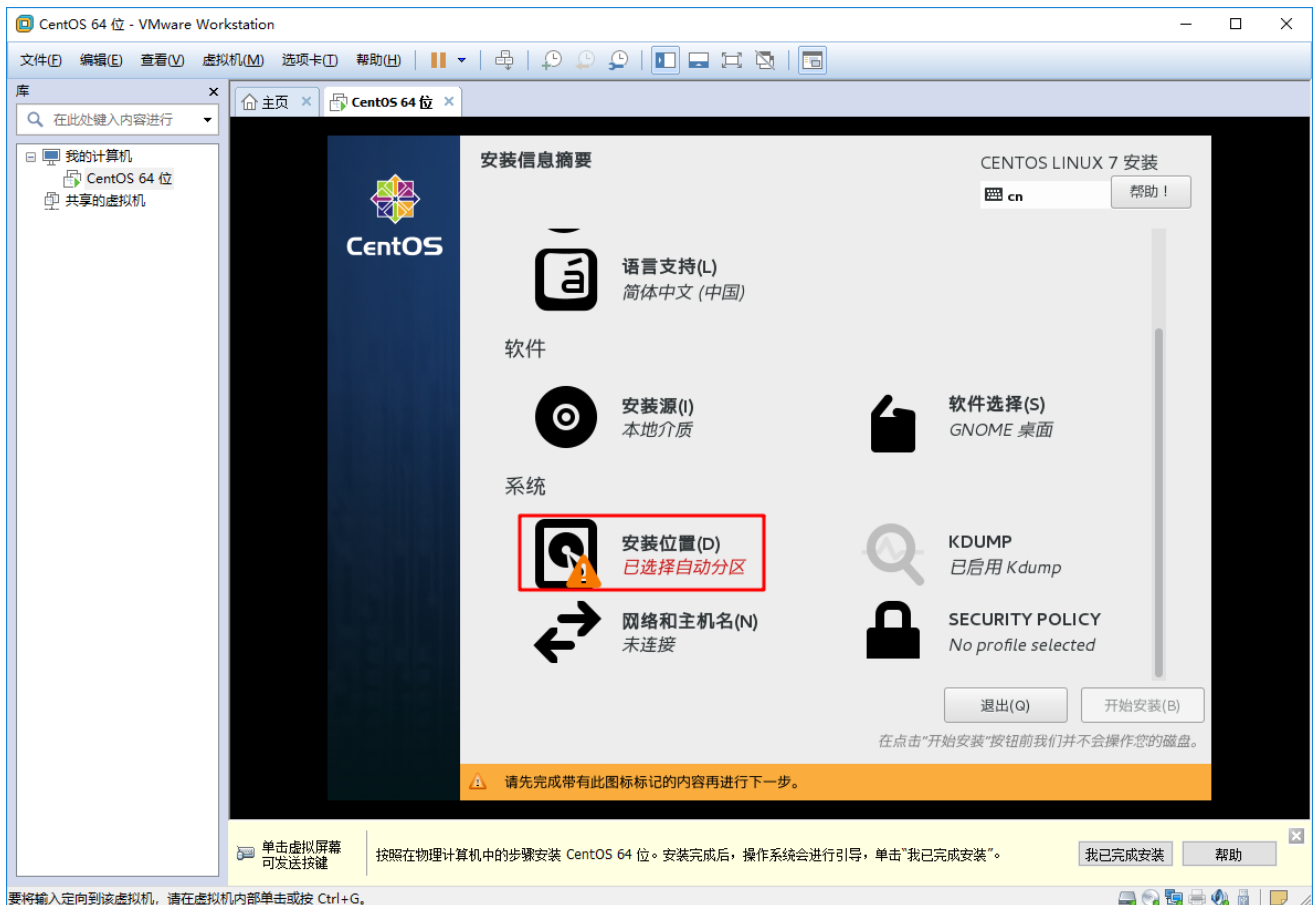 CentOS 64 位 - VMware Workstation
文件(F) 编辑(E) 查看(V) 虚拟机(M) 选项卡(T) 帮助(H)
库
主页
CentOS 64 位
在此处键入内容进行
我的计算机
CentOS 64 位
共享的虚拟机
CentOS
安装信息摘要
CENTOS LINUX 7 安装
cn
帮助！
语言支持(L)
简体中文 (中国)
软件
安装源(I)
本地介质
软件选择(S)
GNOME 桌面
系统
安装位置(D)
已选择自动分区
KDUMP
已启用 Kdump
网络和主机名(N)
未连接
SECURITY POLICY
No profile selected
退出(Q)
开始安装(B)
在点击"开始安装"按钮前我们并不会操作您的磁盘。
请先完成带有此图标标记的内容再进行下一步。
单击虚拟屏幕
可发送按键
按照在物理计算机中的步骤安装 CentOS 64 位。安装完成后，操作系统会进行引导，单击"我已完成安装"。
我已完成安装
帮助
要将输入定向到该虚拟机，请在虚拟机内部单击或按 Ctrl+G。